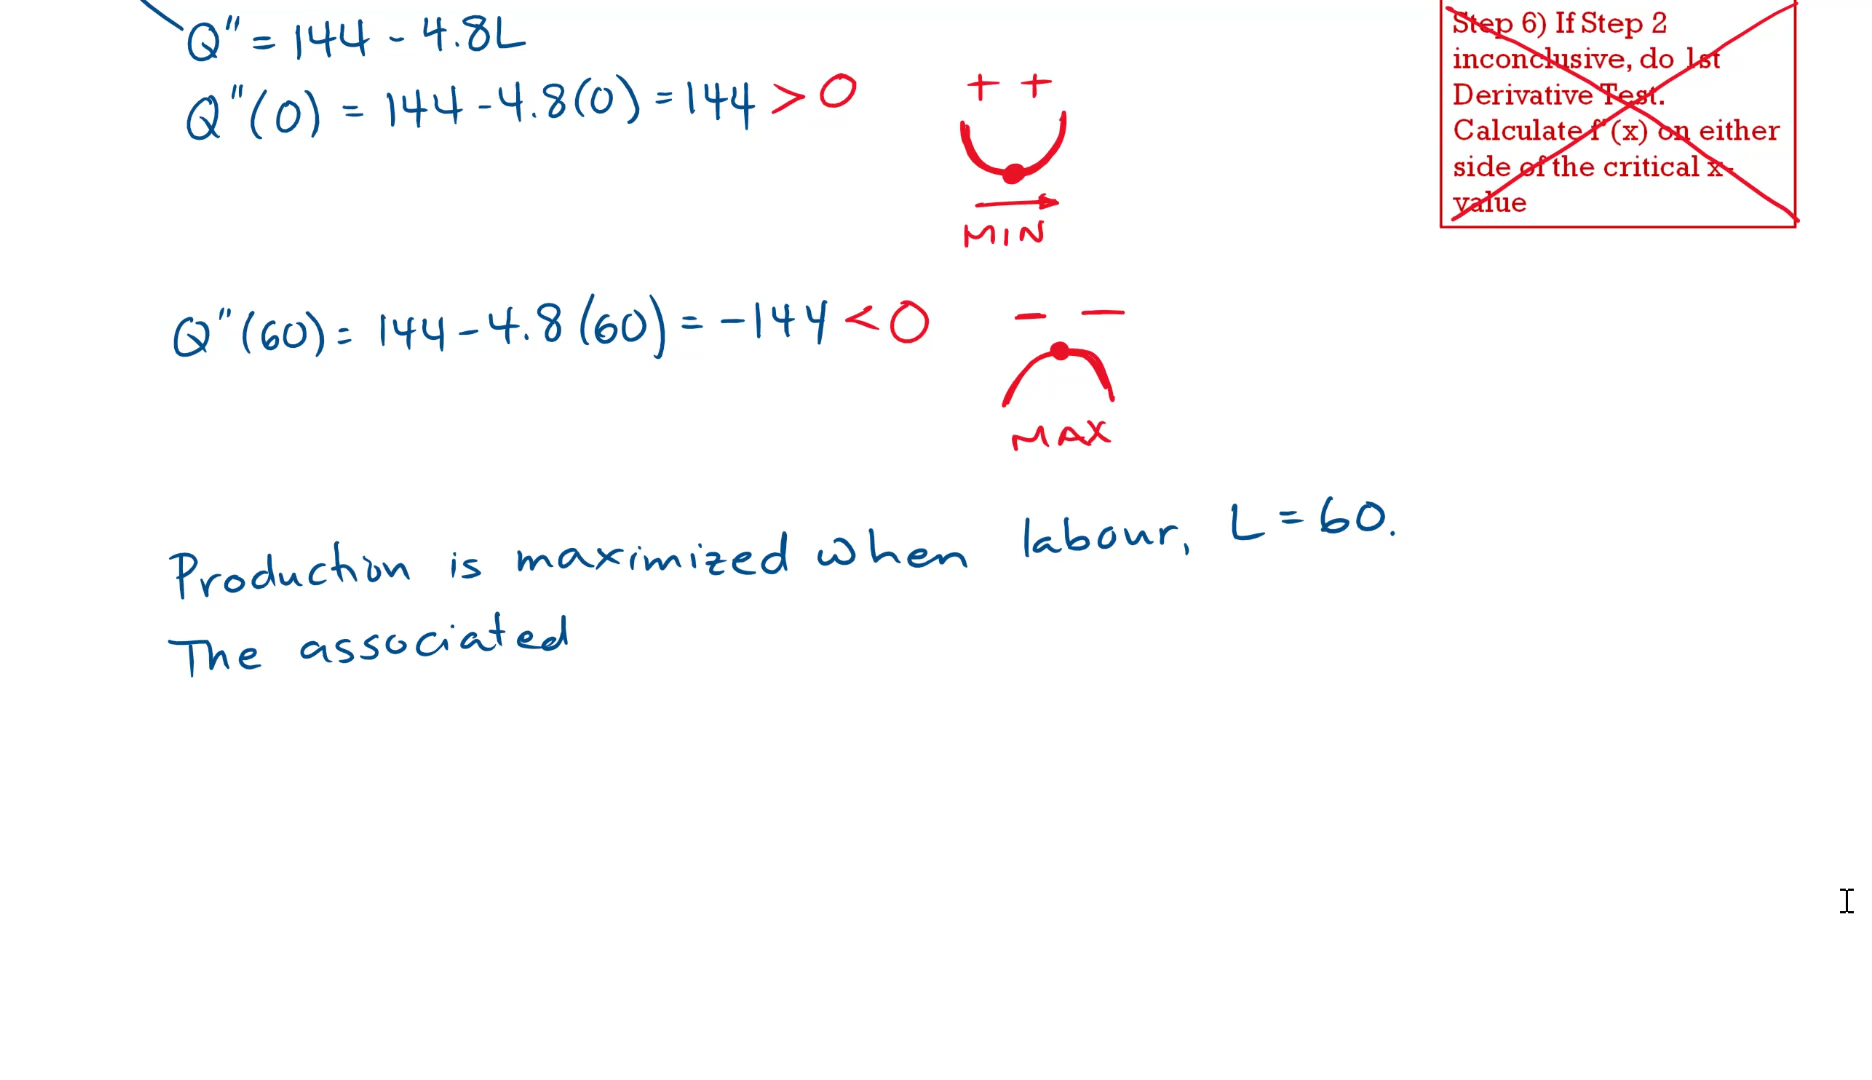 Q" = 144 - 4.8L
Q"(0) = 144 - 4.8(0) = 144 > 0
+ +
MIN
Q"(60) = 144 - 4.8(60) = -144 < 0
- -
MAX
Production is maximized when labour, L = 60.
The associated
Step 6) If Step 2
inconclusive, do 1st
Derivative Test.
Calculate f'(x) on either
side of the critical x-
value